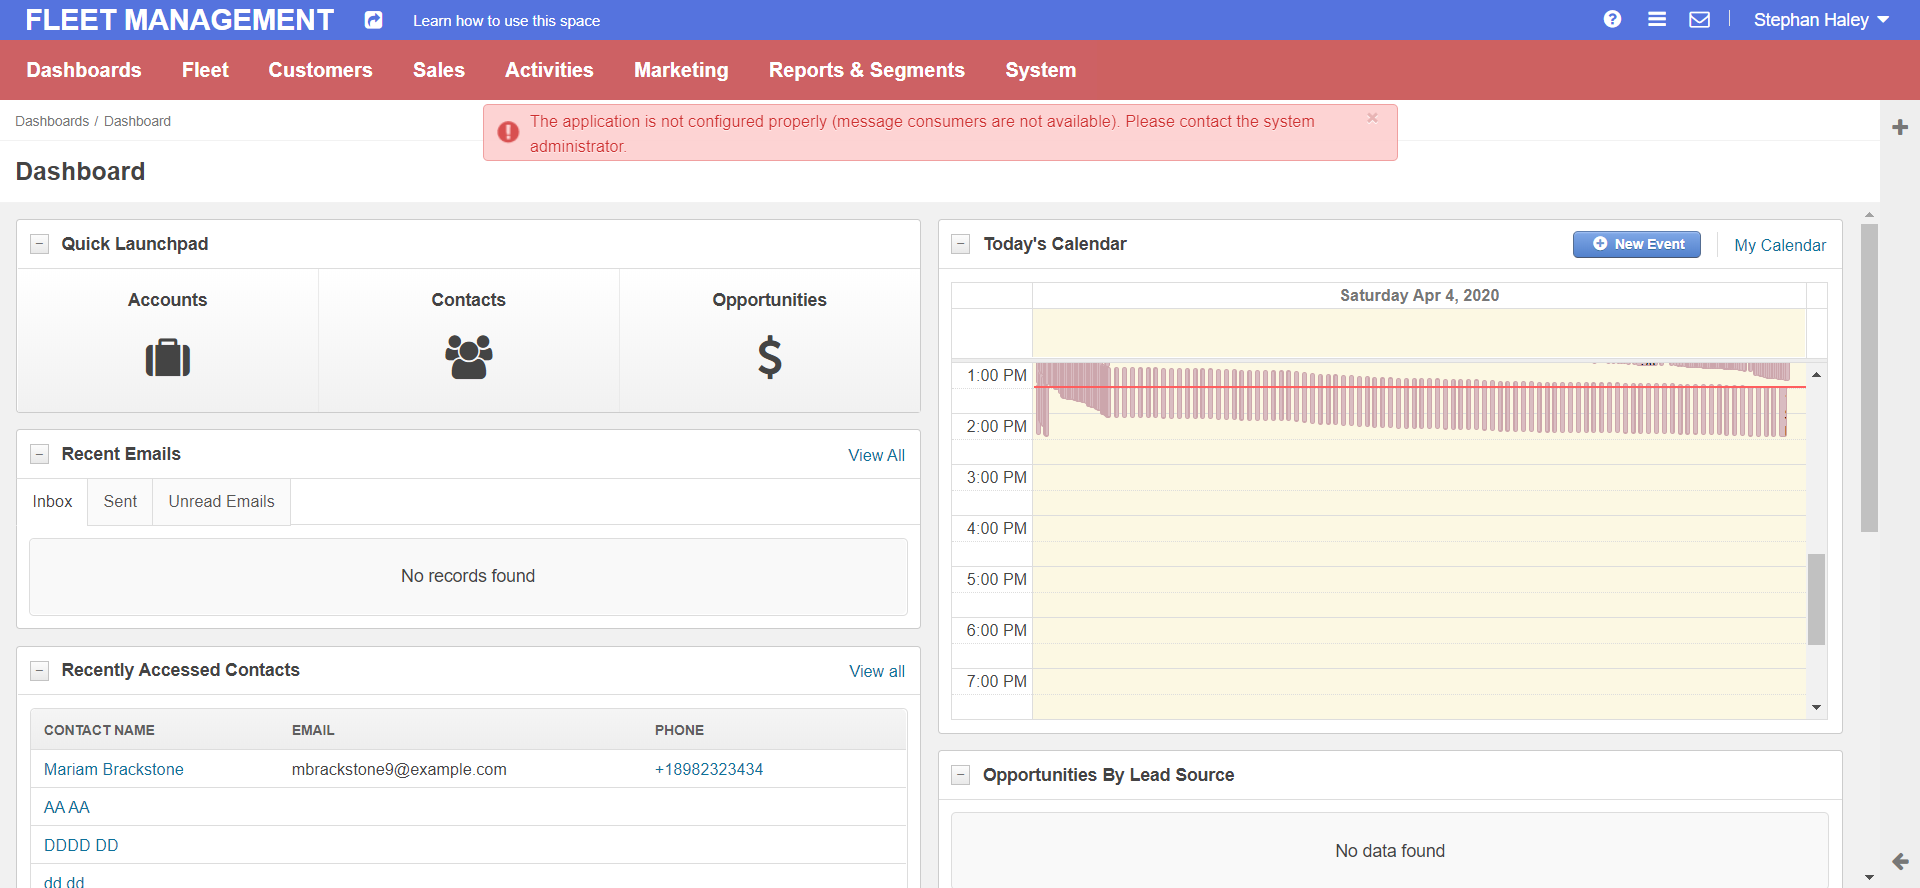 FLEET MANAGEMENT
Learn how to use this space
Stephan Haley
Dashboards Fleet Customers Sales Activities Marketing Reports & Segments System
Dashboards / Dashboard
The application is not configured properly (message consumers are not available). Please contact the system
administrator.
×
Dashboard
Quick Launchpad
Accounts
Contacts
Opportunities
Recent Emails
View All
Inbox
Sent
Unread Emails
No records found
Recently Accessed Contacts
View all
CONTACT NAME EMAIL PHONE
Mariam Brackstone mbrackstone9@example.com +18982323434
AA AA
DDDD DD
dd dd
Today's Calendar
New Event
My Calendar
Saturday Apr 4, 2020
1:00 PM
2:00 PM
3:00 PM
4:00 PM
5:00 PM
6:00 PM
7:00 PM
Opportunities By Lead Source
No data found